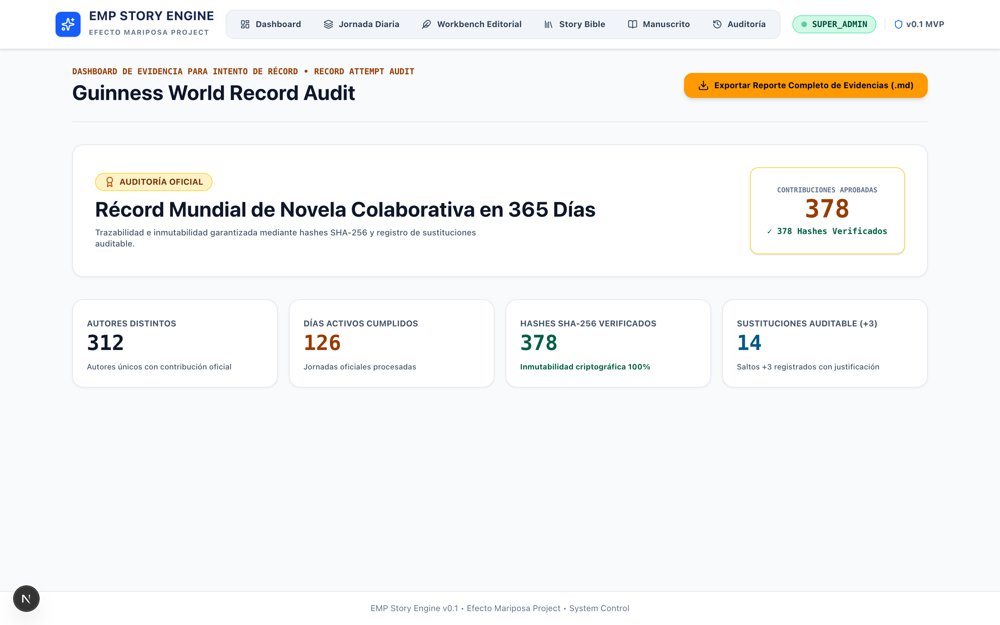 EMP STORY ENGINE
EFECTO MARIPOSA PROJECT
Dashboard
Jornada Diaria
Workbench Editorial
Story Bible
Manuscrito
Auditoría
SUPER_ADMIN
v0.1 MVP
DASHBOARD DE EVIDENCIA PARA INTENTO DE RÉCORD • RECORD ATTEMPT AUDIT
Guinness World Record Audit
Exportar Reporte Completo de Evidencias (.md)
AUDITORÍA OFICIAL
Récord Mundial de Novela Colaborativa en 365 Días
Trazabilidad e inmutabilidad garantizada mediante hashes SHA-256 y registro de sustituciones
auditable.
CONTRIBUCIONES APROBADAS
378
✓ 378 Hashes Verificados
AUTORES DISTINTOS
312
Autores únicos con contribución oficial
DÍAS ACTIVOS CUMPLIDOS
126
Jornadas oficiales procesadas
HASHES SHA-256 VERIFICADOS
378
Inmutabilidad criptográfica 100%
SUSTITUCIONES AUDITABLE (+3)
14
Saltos +3 registrados con justificación
N
EMP Story Engine v0.1 • Efecto Mariposa Project • System Control